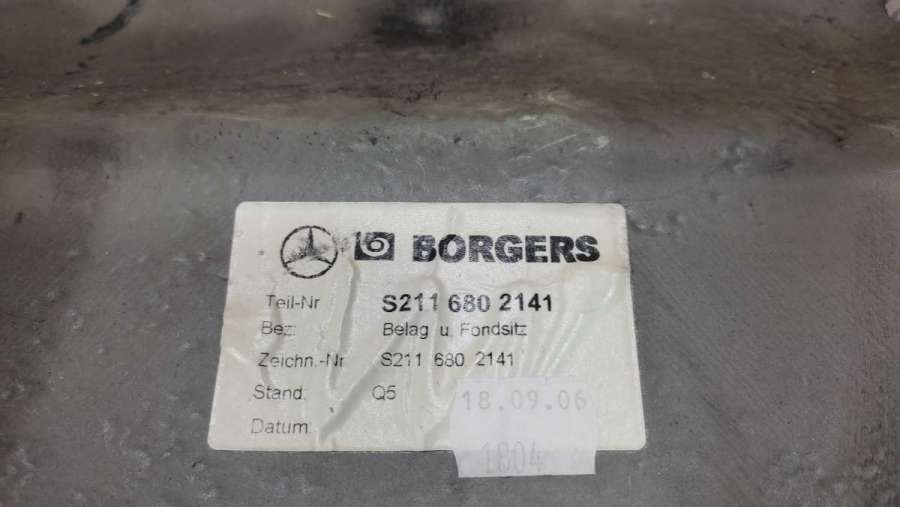 BORGERS
Teil-Nr S211 680 2141
Bez: Belag u. Fondsitz
Zeichn.-Nr S211 680 2141
Stand: Q5
Datum: 18.09.06
1804